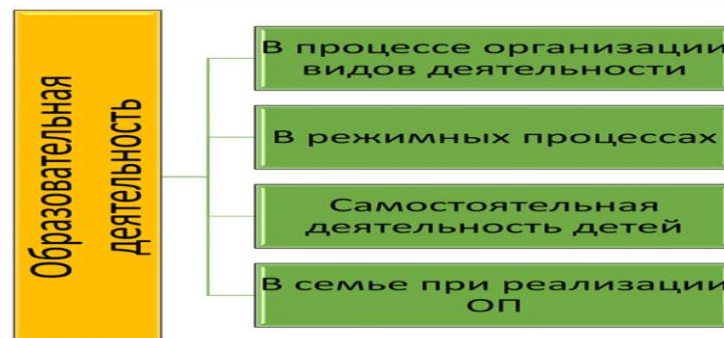 Образовательная
деятельность
В процессе организации
видов деятельности
В режимных процессах
Самостоятельная
деятельность детей
В семье при реализации
ОП